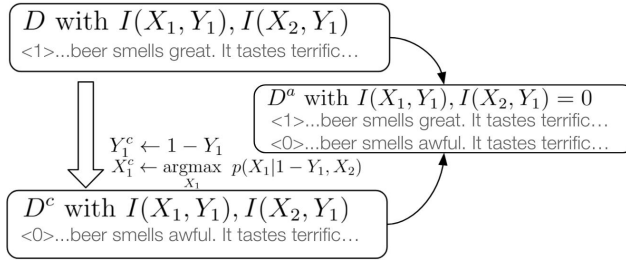 D with I(X₁, Y₁), I(X₂, Y₁)
<1>...beer smells great. It tastes terrific...
Dᵃ with I(X₁, Y₁), I(X₂, Y₁) = 0
<1>...beer smells great. It tastes terrific...
<0>...beer smells awful. It tastes terrific...
Y₁ᶜ ← 1 − Y₁
X₁ᶜ ← argmax p(X₁|1 − Y₁, X₂)
X₁
Dᶜ with I(X₁, Y₁), I(X₂, Y₁)
<0>...beer smells awful. It tastes terrific...